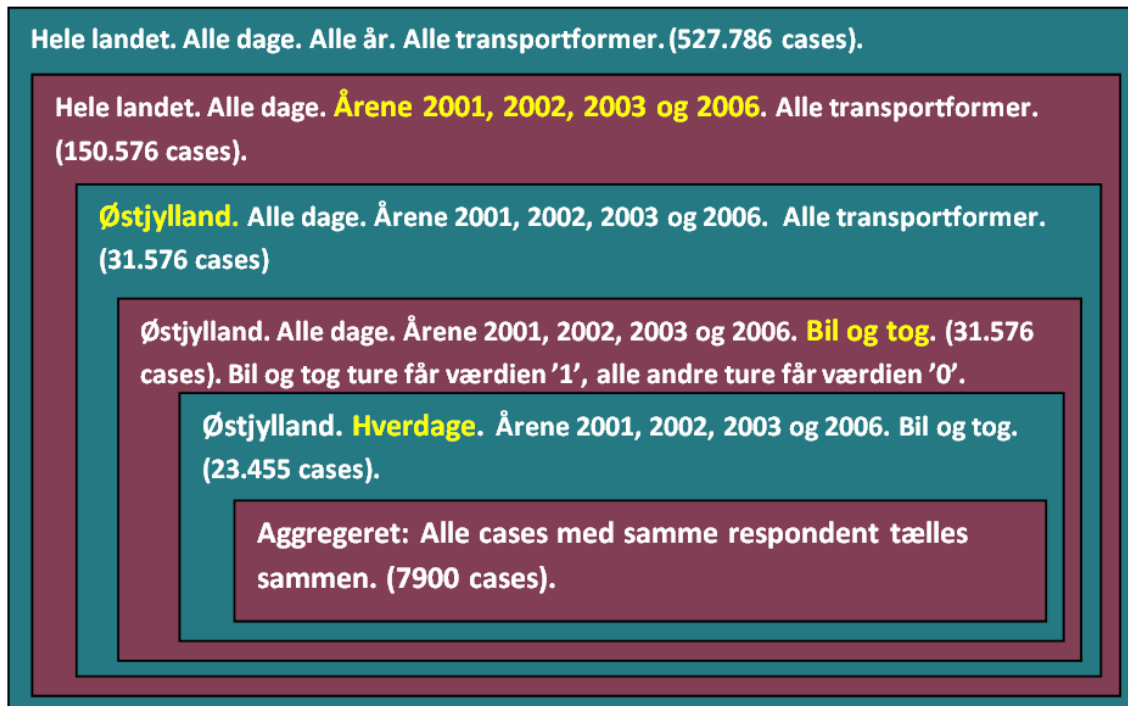 Hele landet. Alle dage. Alle år. Alle transportformer. (527.786 cases).
Hele landet. Alle dage. Årene 2001, 2002, 2003 og 2006. Alle transportformer.
(150.576 cases).
Østjylland. Alle dage. Årene 2001, 2002, 2003 og 2006. Alle transportformer.
(31.576 cases)
Østjylland. Alle dage. Årene 2001, 2002, 2003 og 2006. Bil og tog. (31.576
cases). Bil og tog ture får værdien ’1’, alle andre ture får værdien ’0’.
Østjylland. Hverdage. Årene 2001, 2002, 2003 og 2006. Bil og tog.
(23.455 cases).
Aggregeret: Alle cases med samme respondent tælles
sammen. (7900 cases).